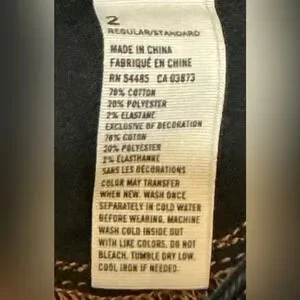 2
REGULAR/STANDARD
MADE IN CHINA
FABRIQUÉ EN CHINE
RN 54485 CA 03873
78% COTTON
20% POLYESTER
2% ELASTANE
EXCLUSIVE OF DECORATION
78% COTON
20% POLYESTER
2% ÉLASTHANNE
SANS LES DÉCORATIONS
COLOR MAY TRANSFER
WHEN NEW. WASH ONCE
SEPARATELY IN COLD WATER
BEFORE WEARING. MACHINE
WASH COLD INSIDE OUT
WITH LIKE COLORS. DO NOT
BLEACH. TUMBLE DRY LOW.
COOL IRON IF NEEDED.